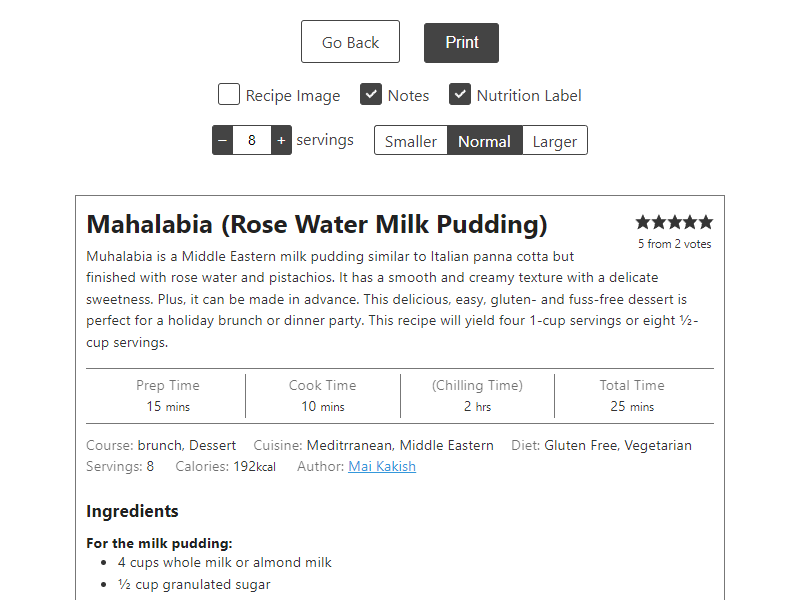 Go Back
Print
Recipe Image
Notes
Nutrition Label
– 8 + servings
Smaller
Normal
Larger
Mahalabia (Rose Water Milk Pudding)
5 from 2 votes
Muhalabia is a Middle Eastern milk pudding similar to Italian panna cotta but
finished with rose water and pistachios. It has a smooth and creamy texture with a delicate
sweetness. Plus, it can be made in advance. This delicious, easy, gluten- and fuss-free dessert is
perfect for a holiday brunch or dinner party. This recipe will yield four 1-cup servings or eight ½-
cup servings.
Prep Time
15 mins
Cook Time
10 mins
(Chilling Time)
2 hrs
Total Time
25 mins
Course: brunch, Dessert Cuisine: Meditrranean, Middle Eastern Diet: Gluten Free, Vegetarian
Servings: 8 Calories: 192kcal Author: Mai Kakish
Ingredients
For the milk pudding:
• 4 cups whole milk or almond milk
• ½ cup granulated sugar